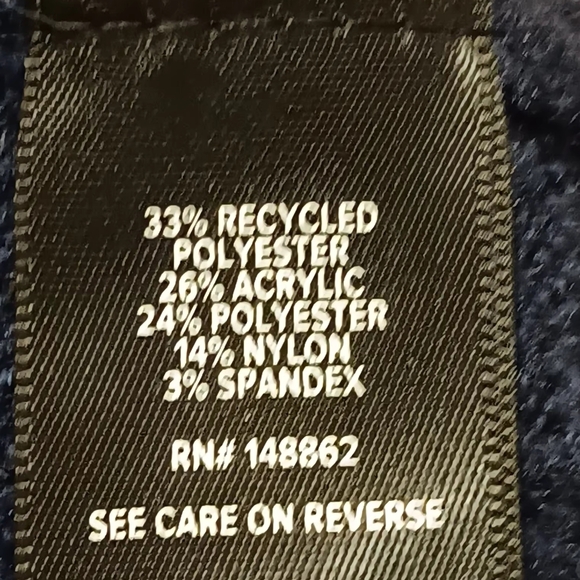 33% RECYCLED
POLYESTER
26% ACRYLIC
24% POLYESTER
14% NYLON
3% SPANDEX
RN# 148862
SEE CARE ON REVERSE